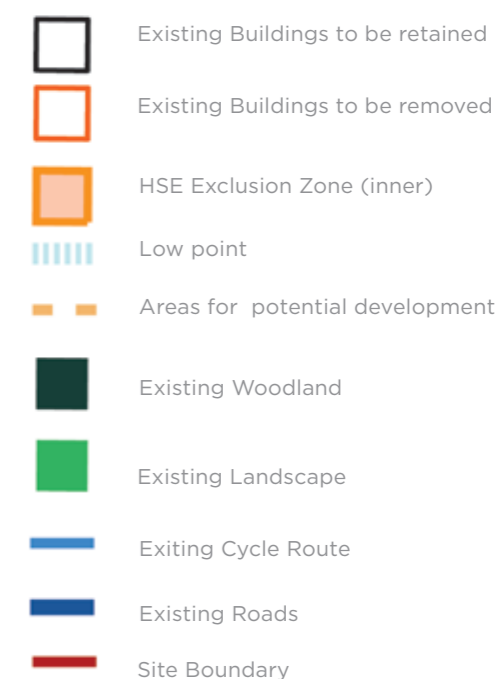 Existing Buildings to be retained
Existing Buildings to be removed
HSE Exclusion Zone (inner)
Low point
Areas for  potential development
Existing Woodland
Existing Landscape
Exiting Cycle Route
Existing Roads
Site Boundary